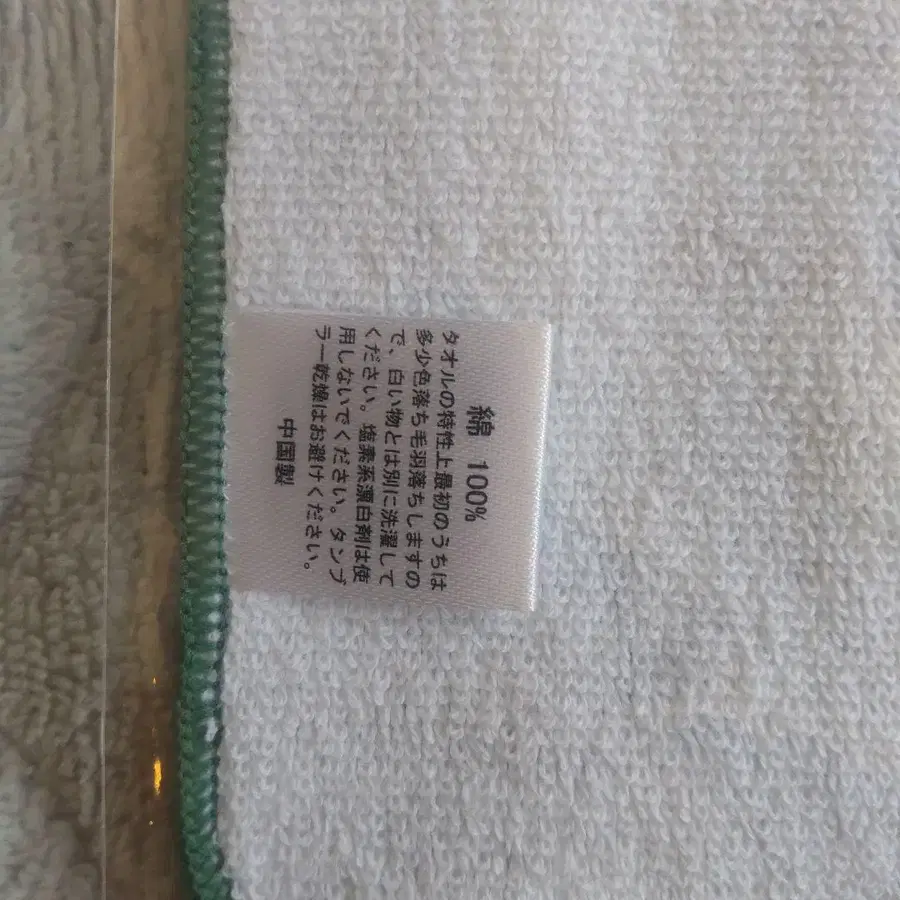 綿 100%
タオルの特性上最初のうちは
多少色落ち毛羽落ちしますの
で、白い物とは別に洗濯して
ください。塩素系漂白剤は使
用しないでください。タンブ
ラー乾燥はお避けください。
中国製